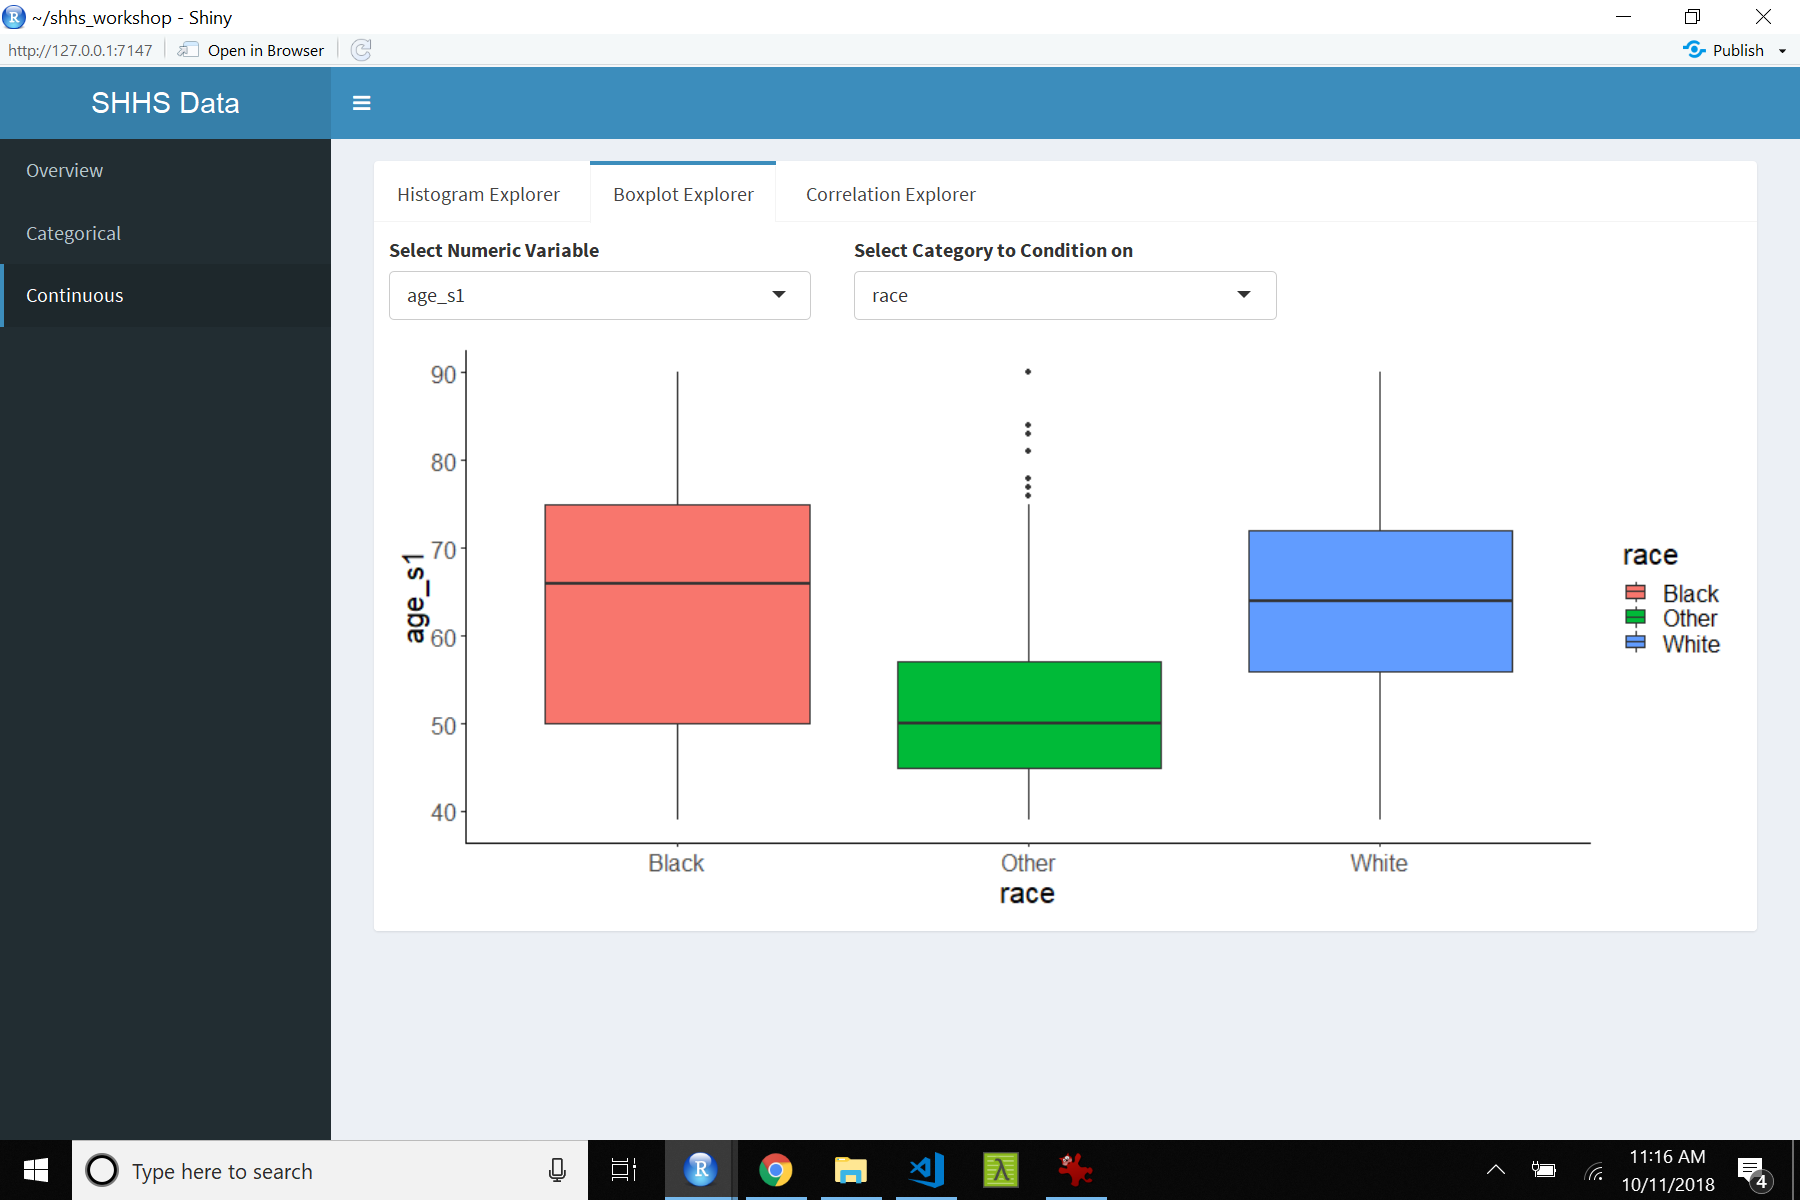 ~/shhs_workshop - Shiny
http://127.0.0.1:7147 Open in Browser Publish
SHHS Data
Overview
Categorical
Continuous
Histogram Explorer Boxplot Explorer Correlation Explorer
Select Numeric Variable Select Category to Condition on
age_s1 race
90
80
70
60
50
40
age_s1
Black Other White
race
race
Black
Other
White
Type here to search
11:16 AM
10/11/2018
4